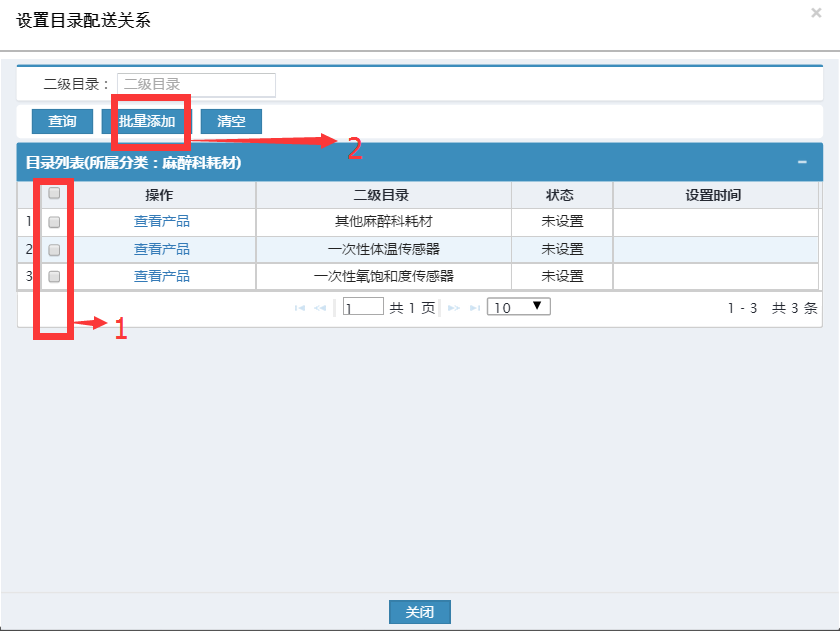 设置目录配送关系
×
二级目录： 二级目录
查询 批量添加 清空
2
目录列表(所属分类：麻醉科耗材)
操作 二级目录 状态 设置时间
1 查看产品 其他麻醉科耗材 未设置
2 查看产品 一次性体温传感器 未设置
3 查看产品 一次性氧饱和度传感器 未设置
1 共 1 页 10 1 - 3 共 3 条
1
关闭